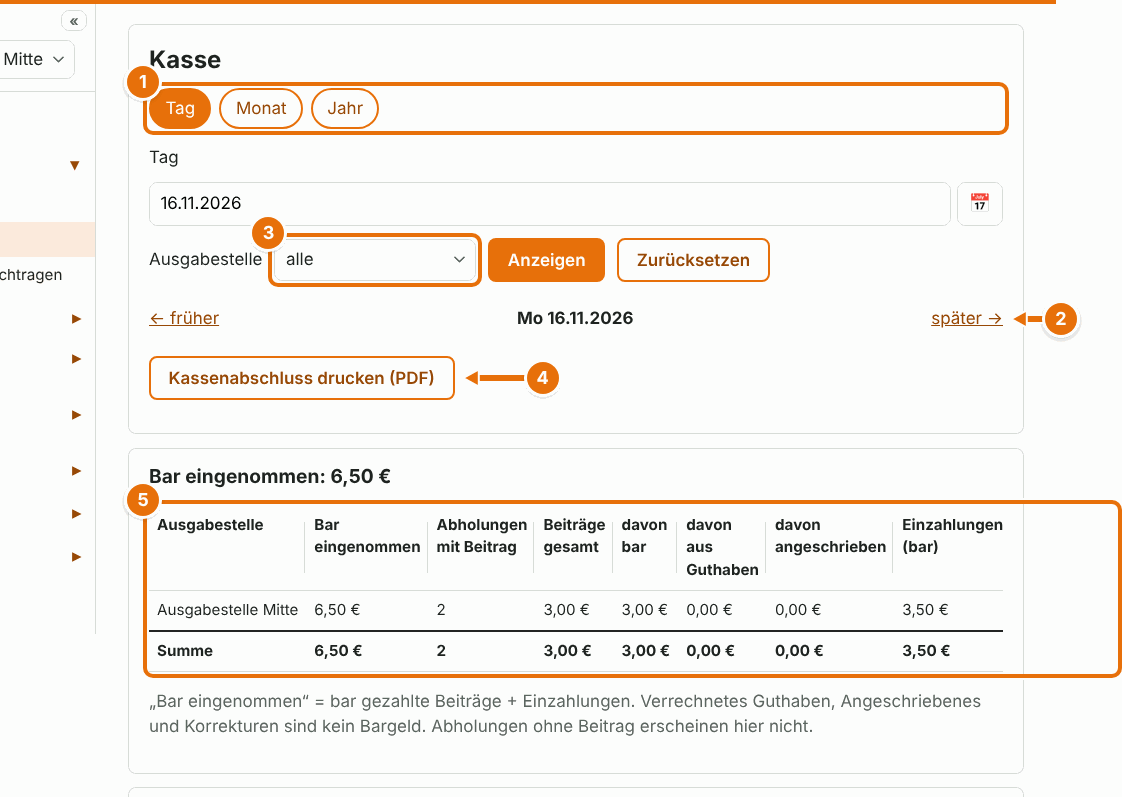 «
Mitte
Kasse
1
Tag Monat Jahr
Tag
16.11.2026
17
3
Ausgabestelle alle Anzeigen Zurücksetzen
← früher Mo 16.11.2026 später → 2
Kassenabschluss drucken (PDF) 4
chtragen
Bar eingenommen: 6,50 €
5
Ausgabestelle Bar eingenommen Abholungen mit Beitrag Beiträge gesamt davon bar davon aus Guthaben davon angeschrieben Einzahlungen (bar)
Ausgabestelle Mitte 6,50 € 2 3,00 € 3,00 € 0,00 € 0,00 € 3,50 €
Summe 6,50 € 2 3,00 € 3,00 € 0,00 € 0,00 € 3,50 €
„Bar eingenommen“ = bar gezahlte Beiträge + Einzahlungen. Verrechnetes Guthaben, Angeschriebenes
und Korrekturen sind kein Bargeld. Abholungen ohne Beitrag erscheinen hier nicht.